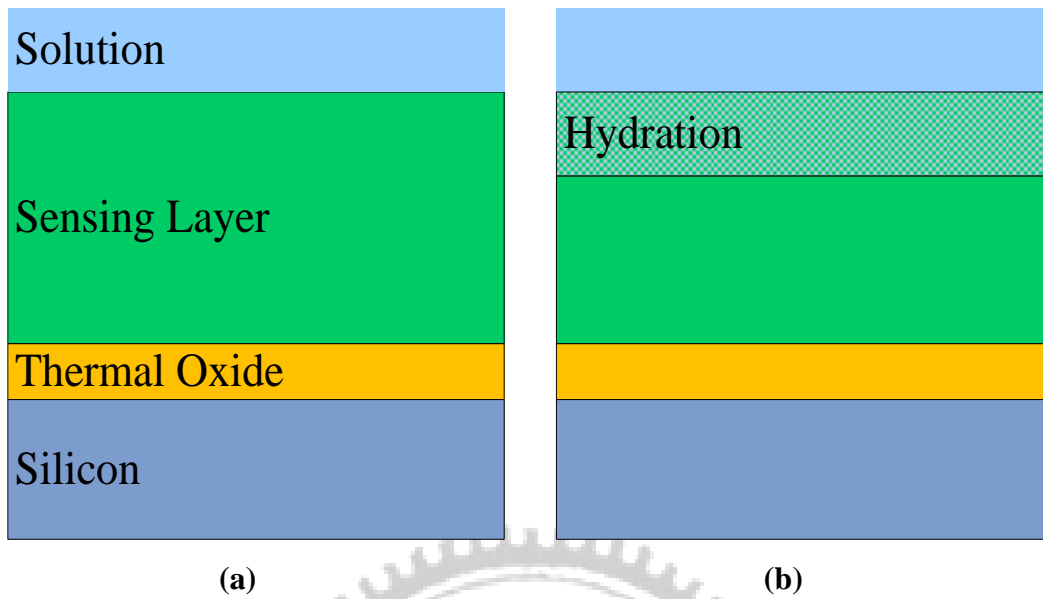 Solution
Hydration
Sensing Layer
Thermal Oxide
Silicon
(a)
(b)